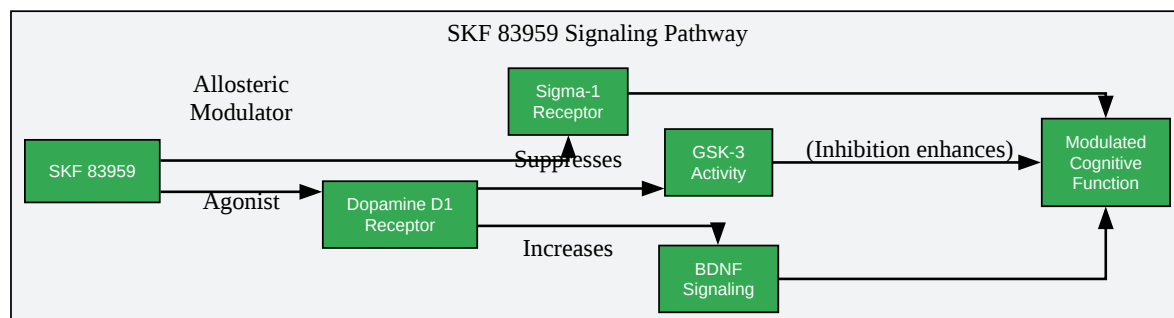 SKF 83959 Signaling Pathway
Allosteric
Modulator
Sigma-1
Receptor
SKF 83959
Suppresses
GSK-3
Activity
(Inhibition enhances)
Modulated
Cognitive
Function
Agonist
Dopamine D1
Receptor
Increases
BDNF
Signaling